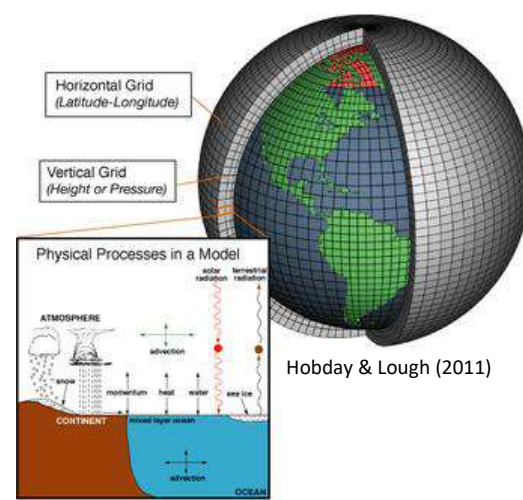 Horizontal Grid
(Latitude-Longitude)
Vertical Grid
(Height or Pressure)
Physical Processes in a Model
solar
radiation
terrestrial
radiation
ATMOSPHERE
advection
snow
momentum
heat
water
sea ice
CONTINENT
mixed layer ocean
advection
OCEAN
Hobday & Lough (2011)